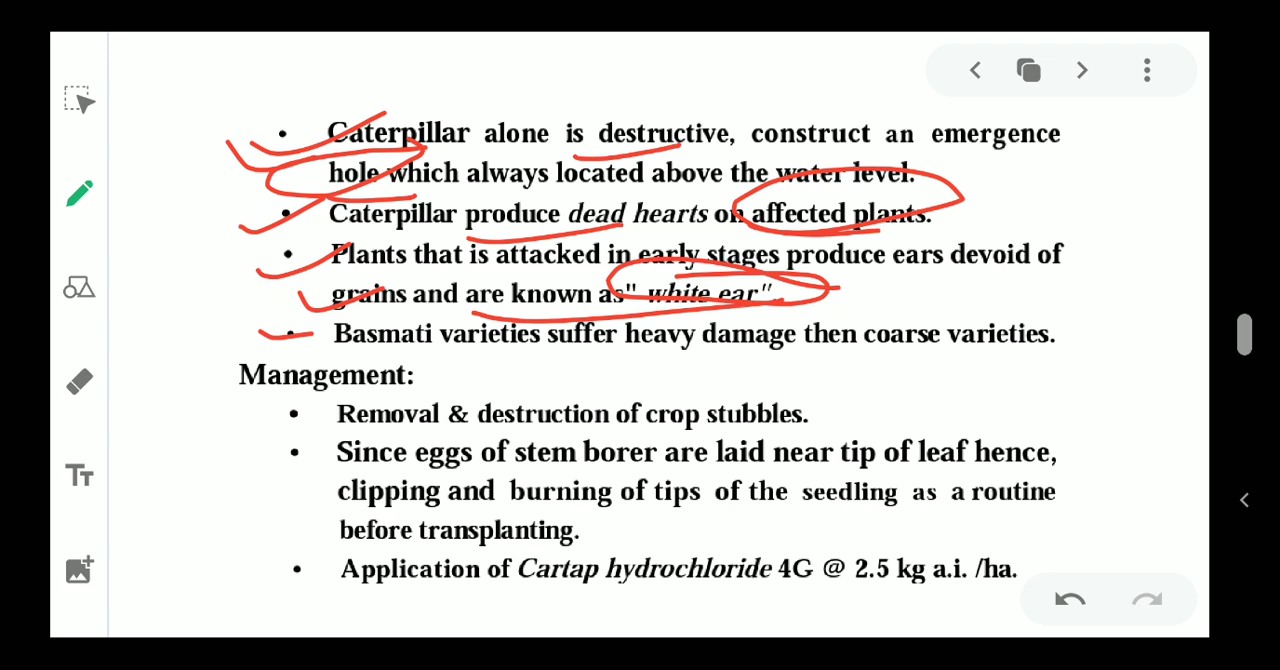 • Caterpillar alone is destructive, construct an emergence
hole which always located above the water level.
• Caterpillar produce dead hearts on affected plants.
• Plants that is attacked in early stages produce ears devoid of
grains and are known as" white ear"
• Basmati varieties suffer heavy damage then coarse varieties.
Management:
• Removal & destruction of crop stubbles.
• Since eggs of stem borer are laid near tip of leaf hence,
clipping and burning of tips of the seedling as a routine
before transplanting.
• Application of Cartap hydrochloride 4G @ 2.5 kg a.i. /ha.